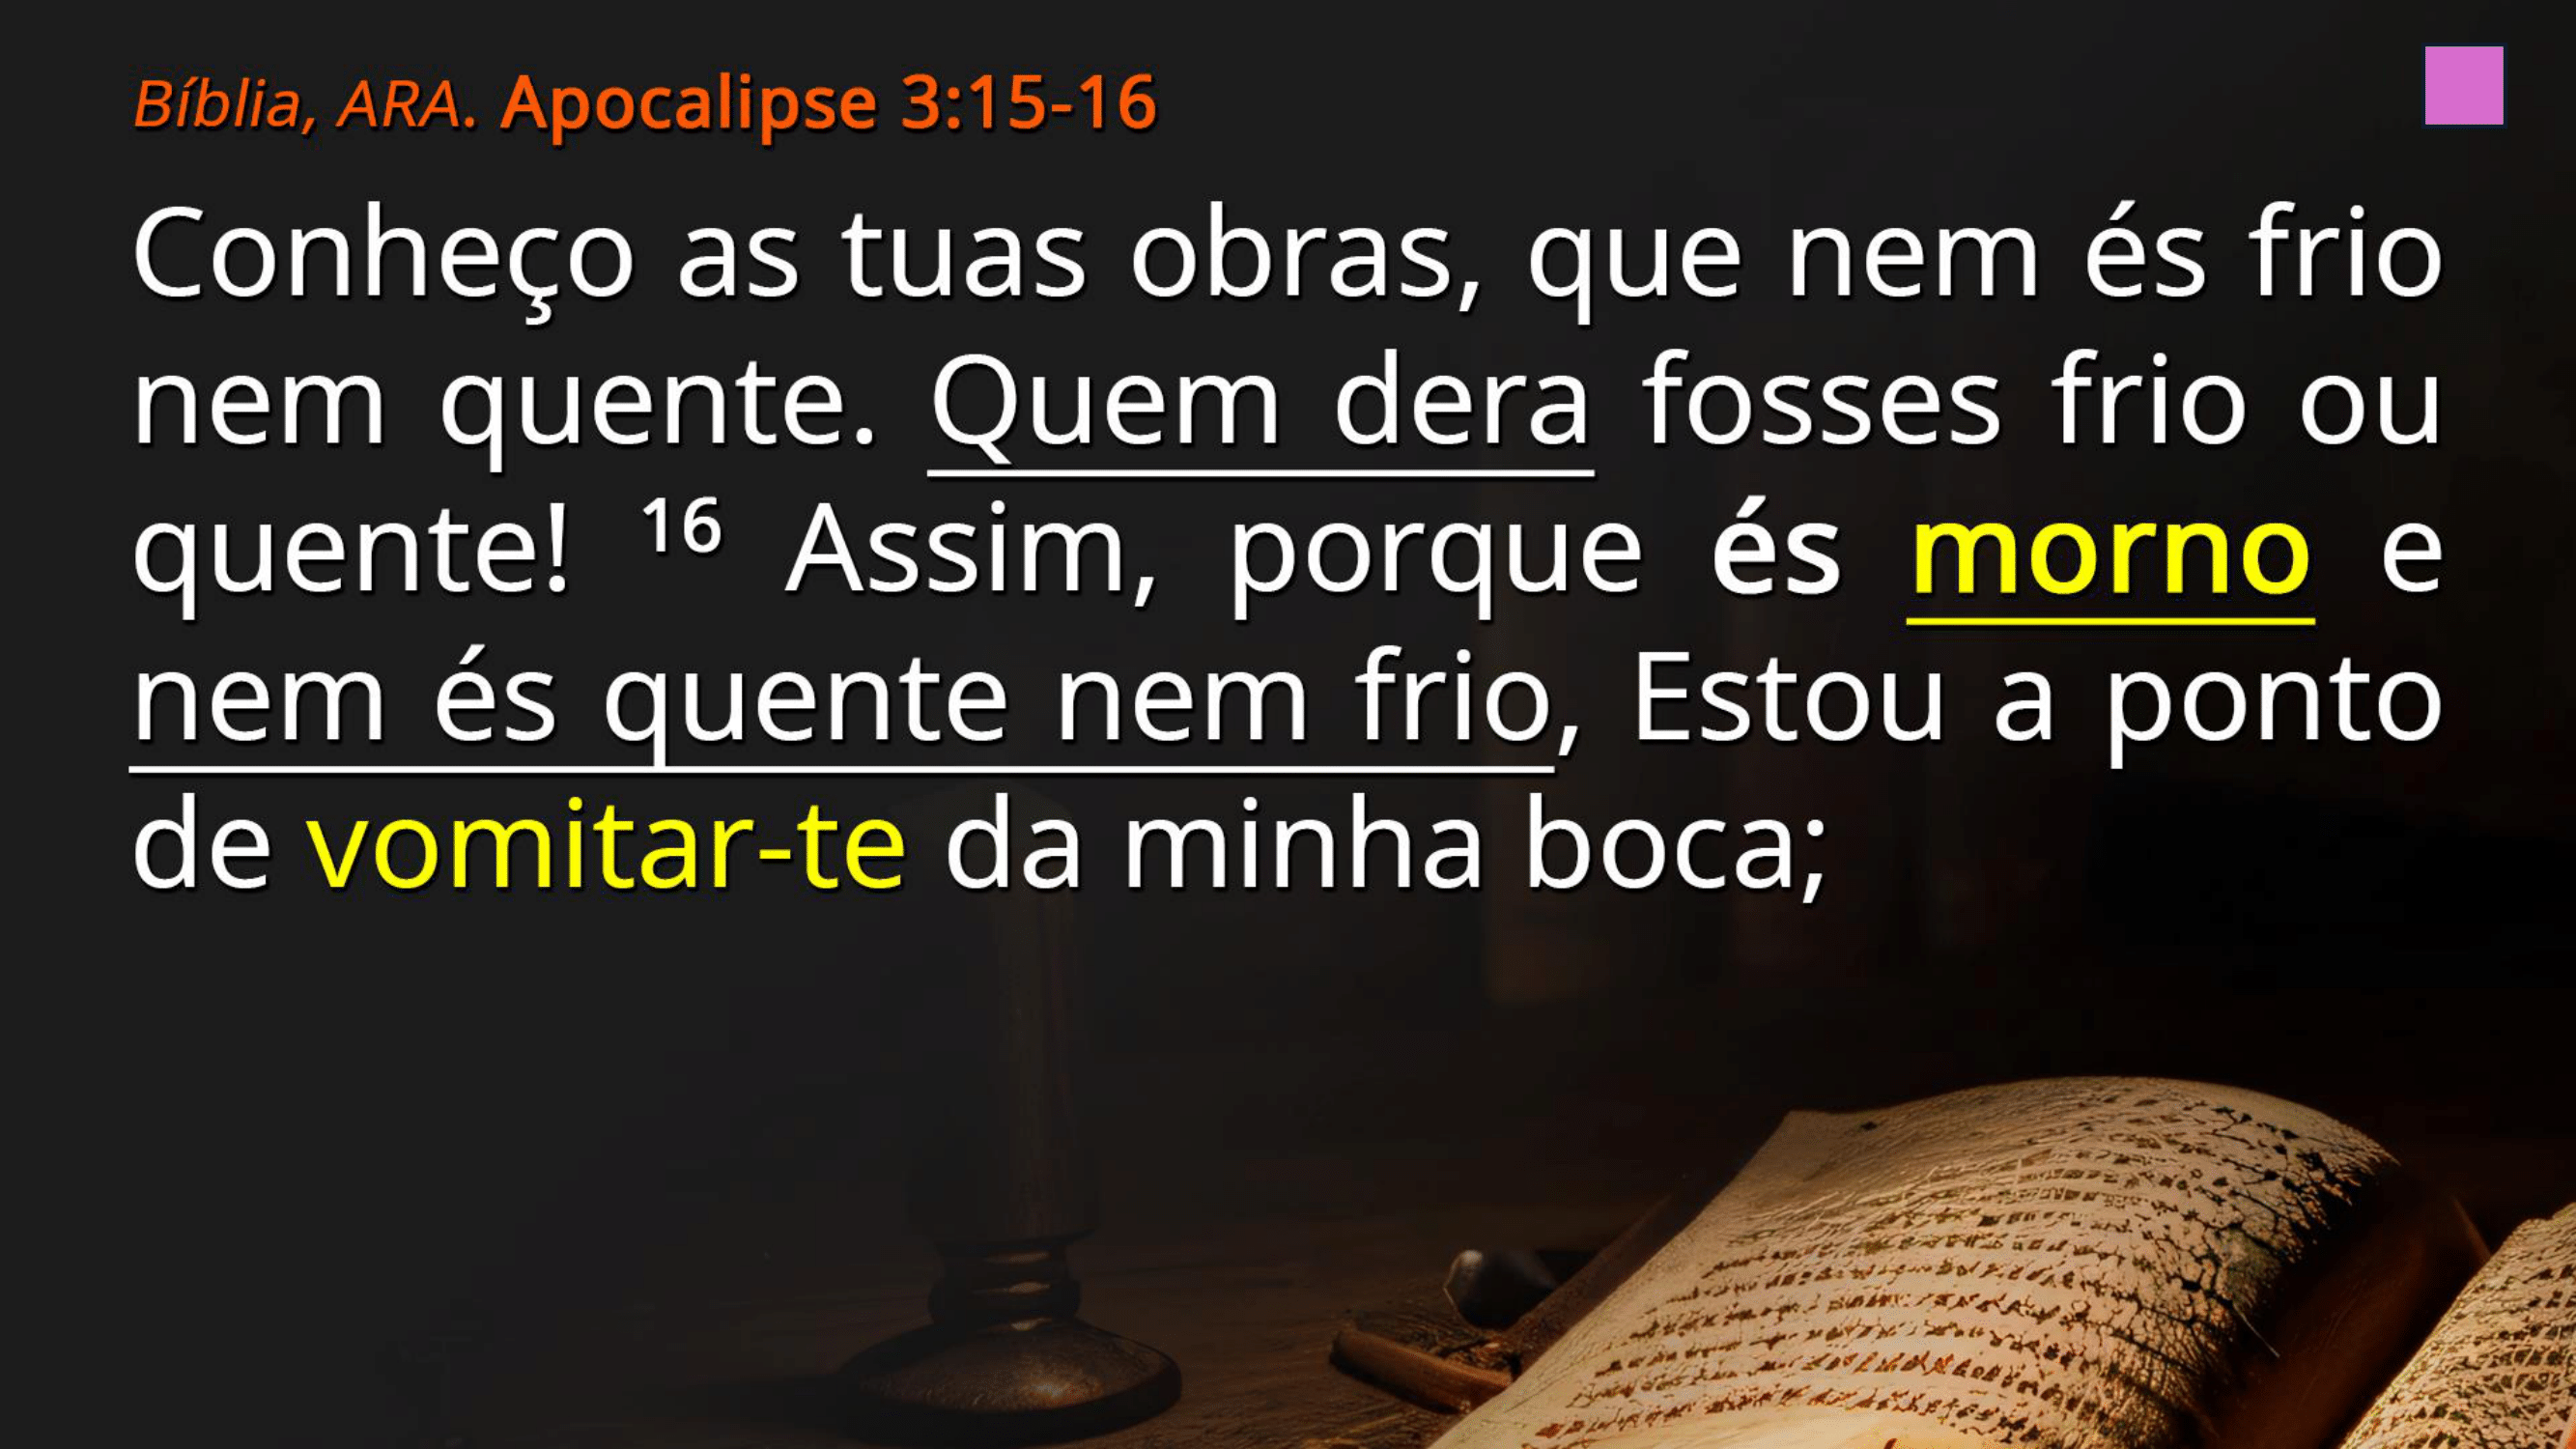 Bíblia, ARA. Apocalipse 3:15-16
Conheço as tuas obras, que nem és frio
nem quente. Quem dera fosses frio ou
quente! ¹⁶ Assim, porque és morno e
nem és quente nem frio, Estou a ponto
de vomitar-te da minha boca;